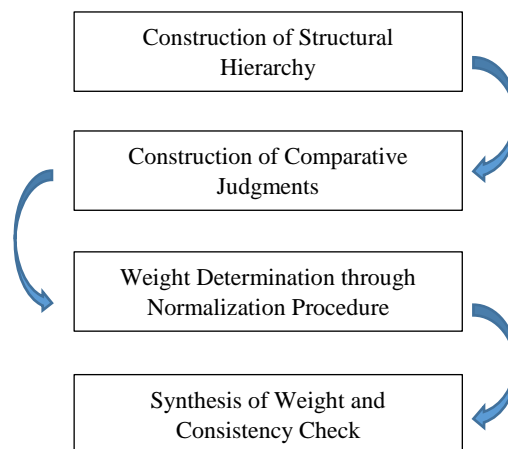 Construction of Structural
Hierarchy
Construction of Comparative
Judgments
Weight Determination through
Normalization Procedure
Synthesis of Weight and
Consistency Check